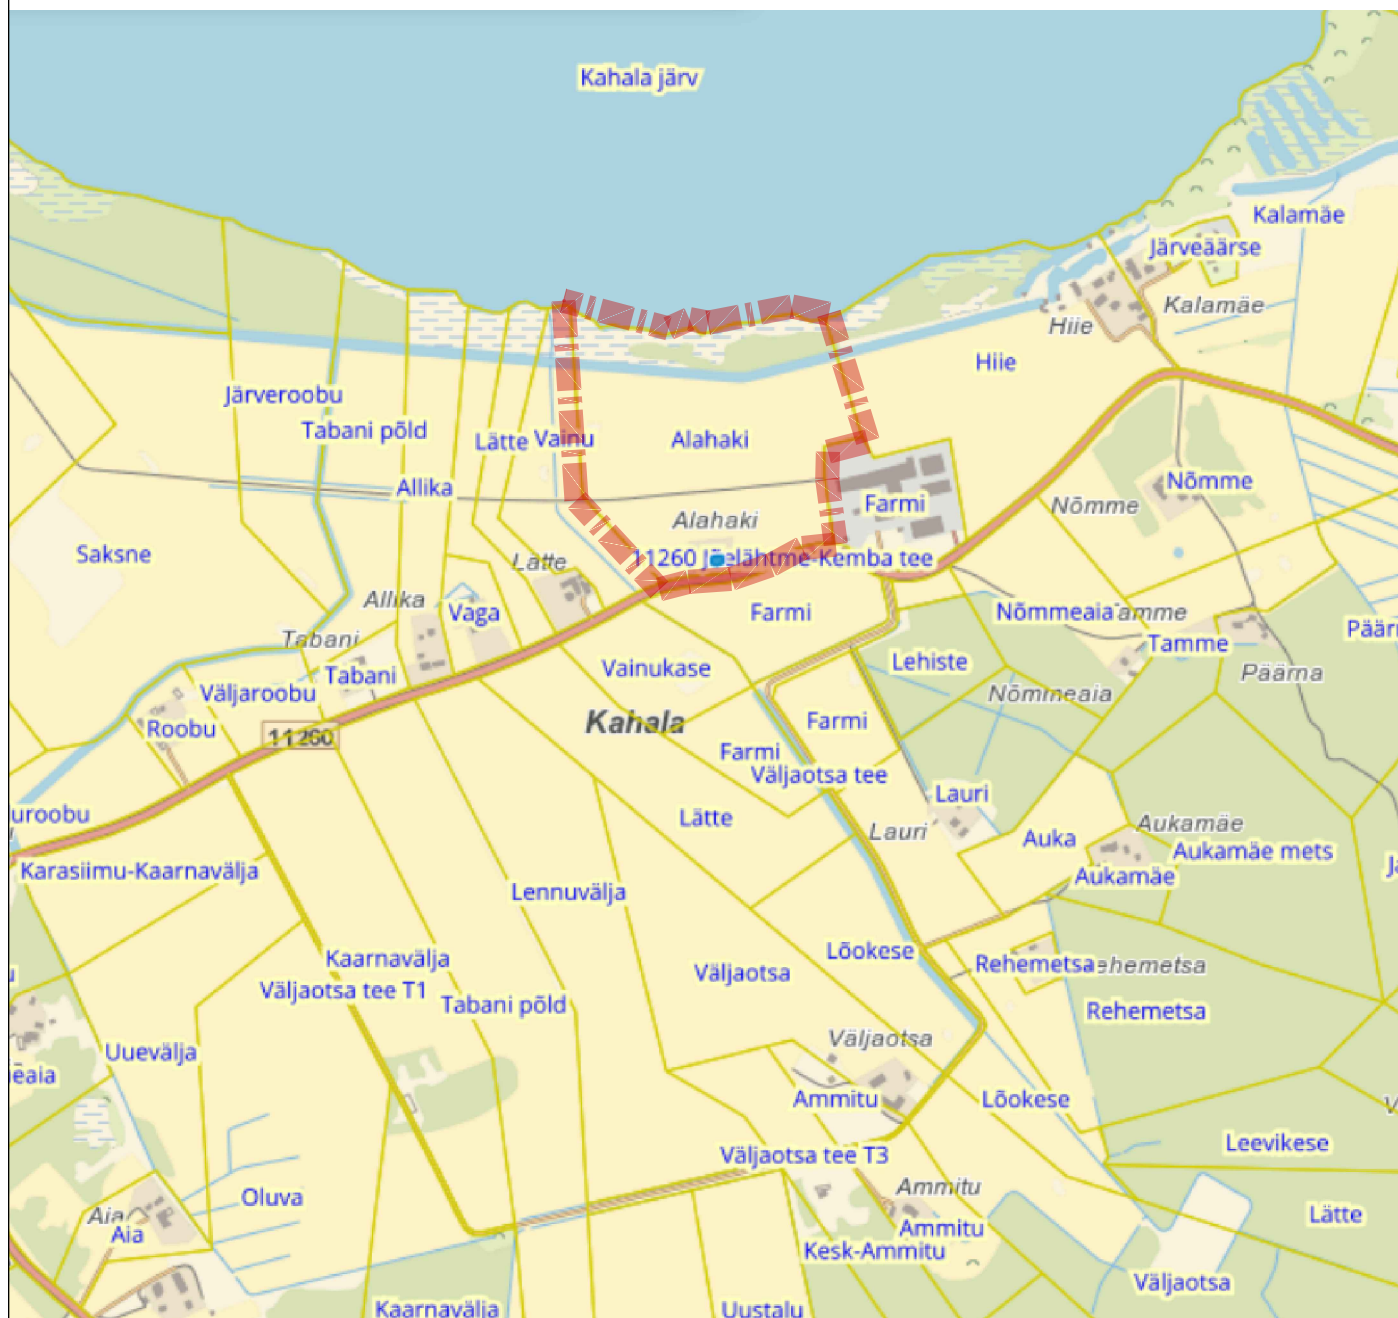 Kahala järv
Kalamäe
Järveäärse
Kalamäe
Hiie
Hiie
Järveroobu
Tabani põld
Lätte
Vainu
Alahaki
Allika
Nõmme
Farmi
Nõmme
Alahaki
Saksne
Latte
11260 Jõelähtme-Kemba tee
Allika
Vaga
Farmi
Nõmmeaia
Tamme
Tabani
Vainukase
Lehiste
Päärna
Tabani
Väljaroobu
Nõmmeaia
Roobu
11260
Kahala
Farmi
Farmi
Väljaotsa tee
Lauri
uroobu
Lätte
Lauri
Auka
Aukamäe
Aukamäe mets
Karasiimu-Kaarnavälja
Aukamäe
Lennuvälja
Lõokese
Kaarnavälja
Väljaotsa
Rehemetsa
ehemetsa
Väljaotsa tee T1
Tabani põld
Rehemetsa
Väljaotsa
Uuevälja
Ammitu
Lõokese
Leevikese
Väljaotsa tee T3
Oluva
Ammitu
Aia
Aia
Ammitu
Lätte
Kesk-Ammitu
Väljaotsa
Kaarnavälja
Uustalu